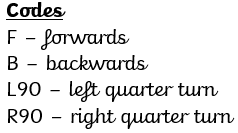 Codes
F – forwards
B – backwards
L90 – left quarter turn
R90 – right quarter turn